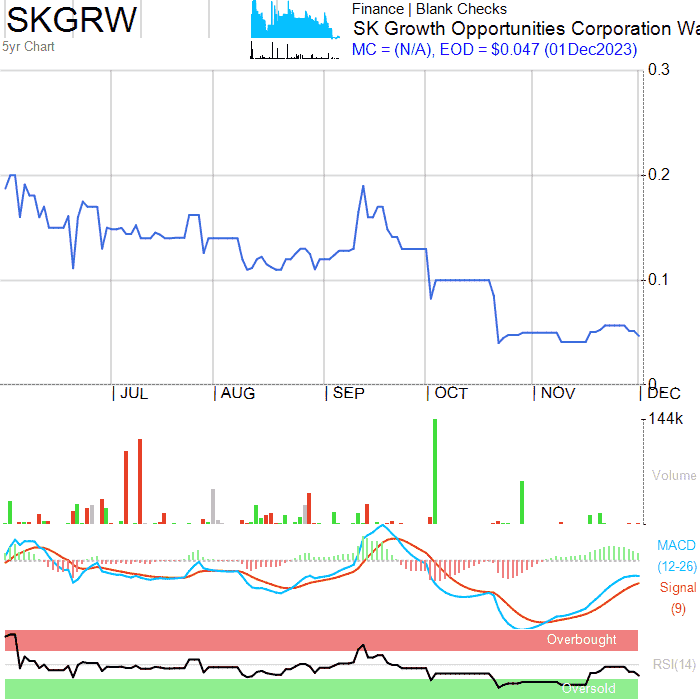 SKGRW
5yr Chart
Finance | Blank Checks
SK Growth Opportunities Corporation Wa
MC = (N/A), EOD = $0.047 (01Dec2023)
0.3
0.2
0.1
0
JUL AUG SEP OCT NOV DEC
144k
Volume
MACD
(12-26)
Signal
(9)
Overbought
RSI(14)
Oversold